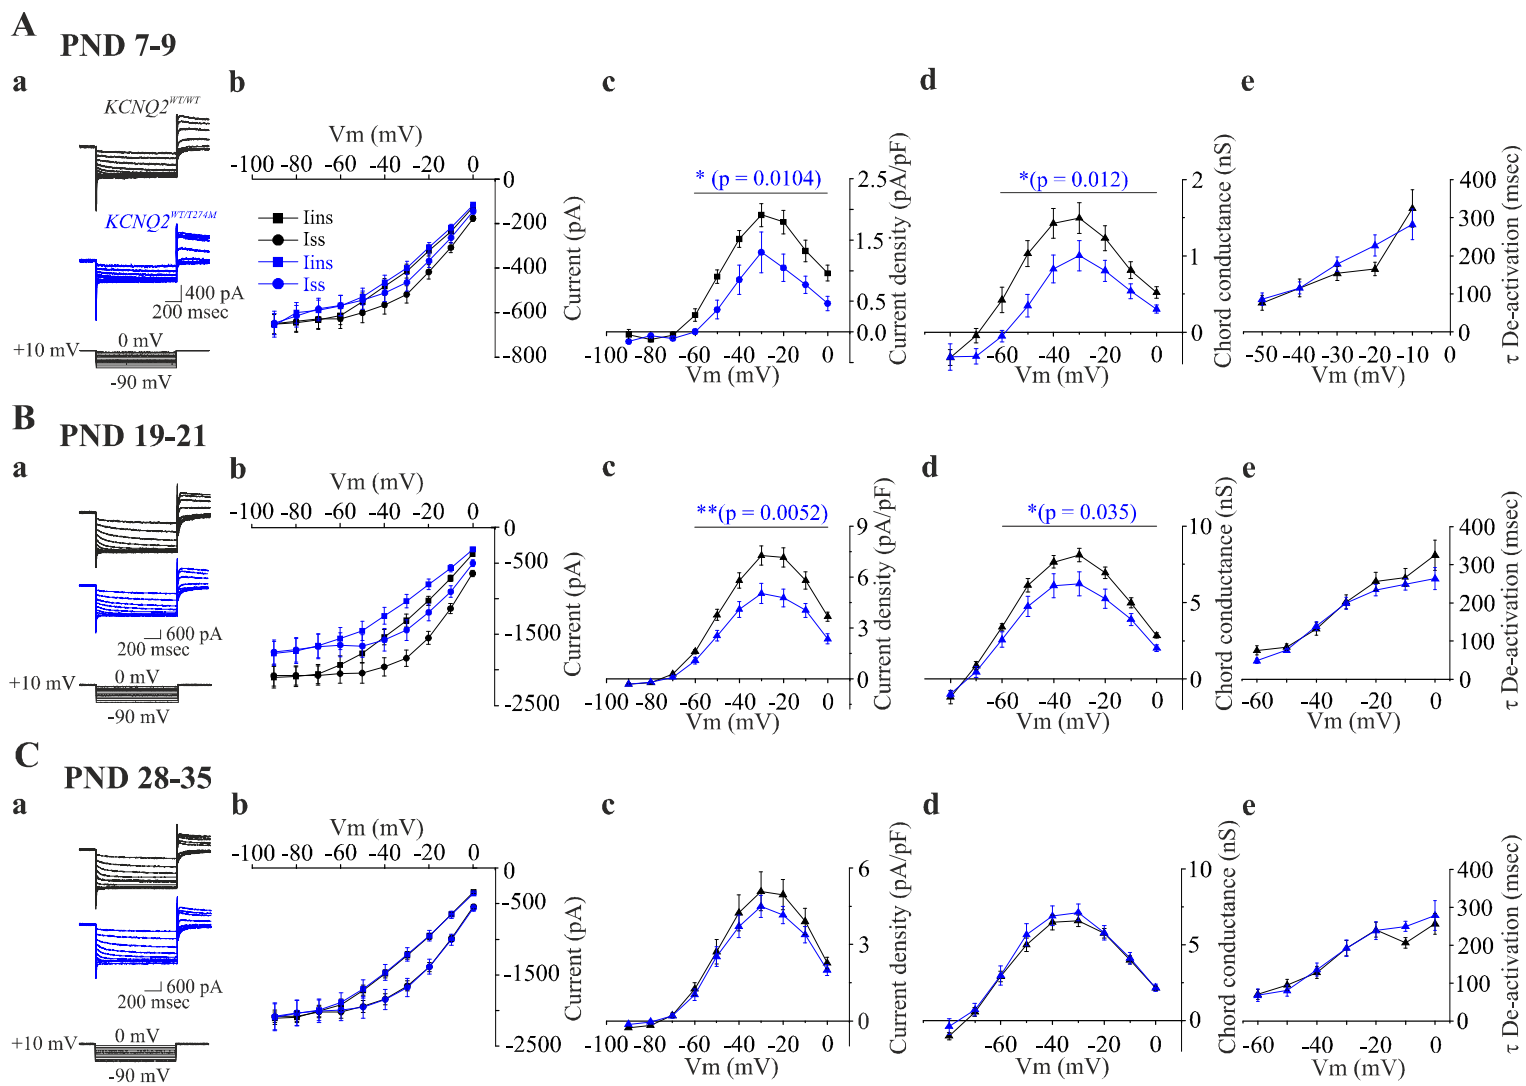 A
PND 7-9
a
b
c
d
e
KCNQ2WT/WT
KCNQ2WT/T274M
400 pA
200 msec
0 mV
+10 mV
-90 mV
Vm (mV)
-100 -80 -60 -40 -20 0
0
-200
-400
-600
-800
Current (pA)
Iins
Iss
Iins
Iss
* (p = 0.0104)
2.5
1.5
0.5
0.0
Current density (pA/pF)
-100 -80 -60 -40 -20 0
Vm (mV)
*(p = 0.012)
2
1
0
Chord conductance (nS)
-60 -40 -20 0
Vm (mV)
400
300
200
100
0
τ De-activation (msec)
-50 -40 -30 -20 -10 0
Vm (mV)
B
PND 19-21
a
b
c
d
e
600 pA
200 msec
0 mV
+10 mV
-90 mV
Vm (mV)
-100 -80 -60 -40 -20 0
0
-500
-1500
-2500
Current (pA)
**(p = 0.0052)
9
6
3
0
Current density (pA/pF)
-100 -80 -60 -40 -20 0
Vm (mV)
*(p = 0.035)
10
5
0
Chord conductance (nS)
-60 -40 -20 0
Vm (mV)
400
300
200
100
0
τ De-activation (msec)
-60 -50 -40 -30 -20 -10 0
Vm (mV)
C
PND 28-35
a
b
c
d
e
600 pA
200 msec
0 mV
+10 mV
-90 mV
Vm (mV)
-100 -80 -60 -40 -20 0
0
-500
-1500
-2500
Current (pA)
6
3
0
Current density (pA/pF)
-100 -80 -60 -40 -20 0
Vm (mV)
10
5
0
Chord conductance (nS)
-60 -40 -20 0
Vm (mV)
400
300
200
100
0
τ De-activation (msec)
-60 -50 -40 -30 -20 -10 0
Vm (mV)